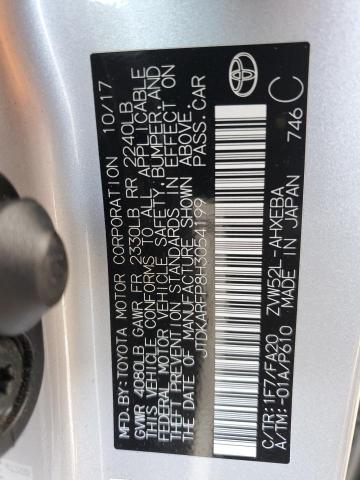 MFD. BY:TOYOTA MOTOR CORPORATION 10/17
GVWR 4080LB GAWR FR 2330LB RR 2240LB
THIS VEHICLE CONFORMS TO ALL APPLICABLE
FEDERAL MOTOR VEHICLE SAFETY, BUMPER AND
THEFT PREVENTION STANDARDS IN EFFECT ON
THE DATE OF MANUFACTURE SHOWN ABOVE.
JTDKARFP8H3054199 PASS.CAR
C/TR:1F7/FA20 ZVW52L-AHXEBA
A/TM:-01A/P610 MADE IN JAPAN 746 C